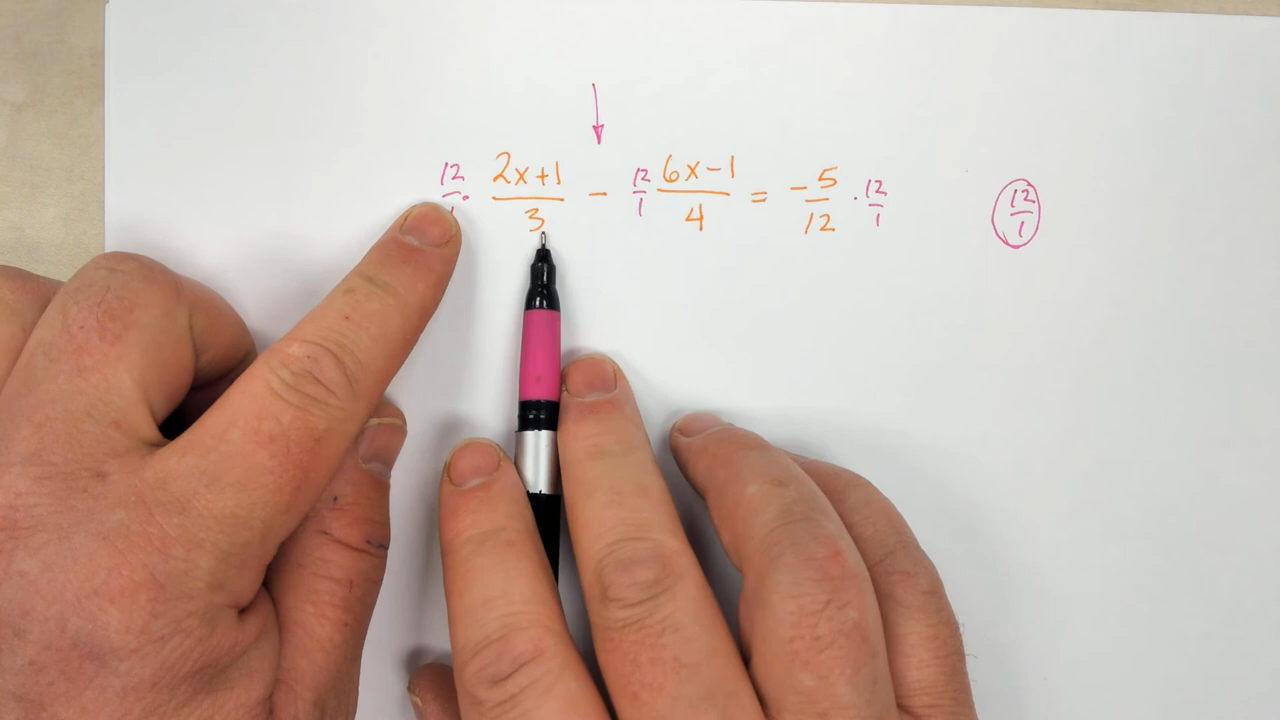 12/1 · (2x+1)/3 − 12/1 (6x−1)/4 = −5/12 · 12/1
12/1